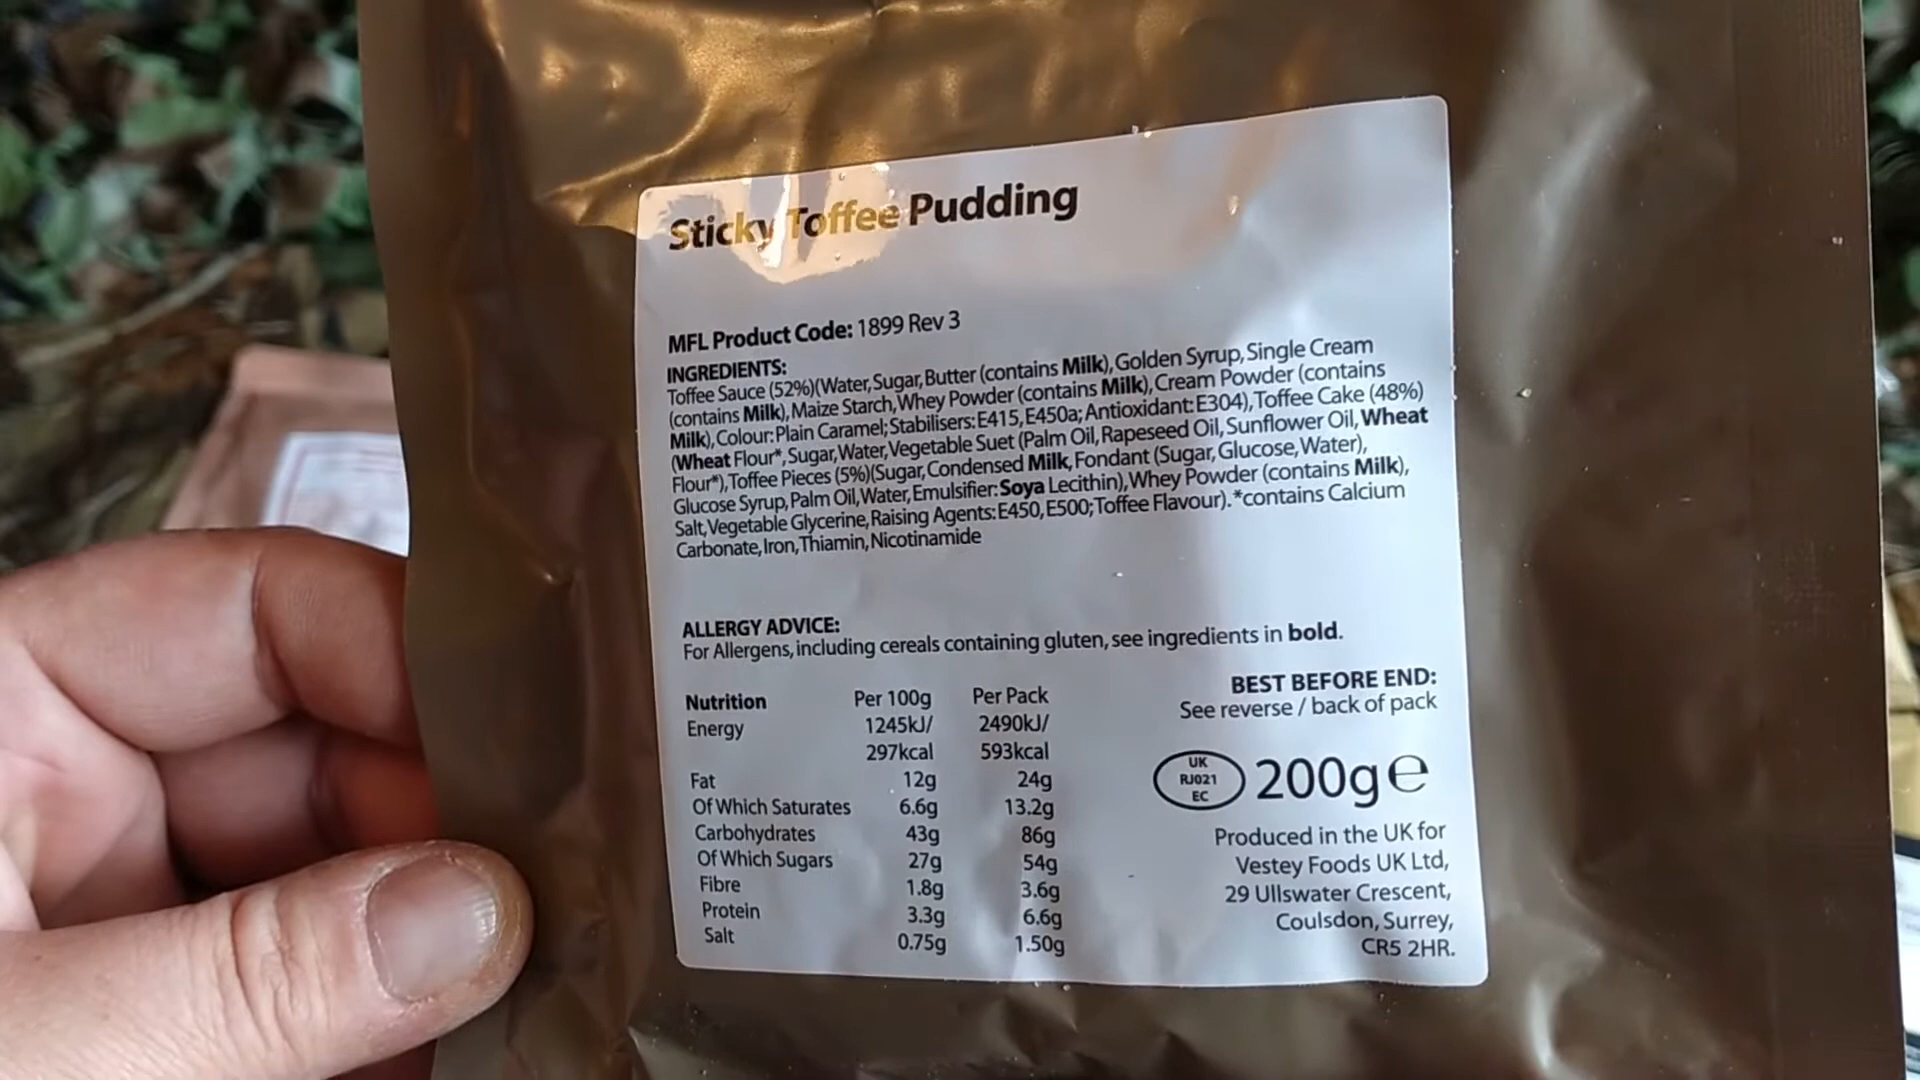 Sticky Toffee Pudding
MFL Product Code: 1899 Rev 3
INGREDIENTS:
Toffee Sauce (52%)(Water, Sugar, Butter (contains Milk), Golden Syrup, Single Cream
(contains Milk), Maize Starch, Whey Powder (contains Milk), Cream Powder (contains
Milk), Colour: Plain Caramel; Stabilisers: E415, E450a; Antioxidant: E304), Toffee Cake (48%)
(Wheat Flour*, Sugar, Water, Vegetable Suet (Palm Oil, Rapeseed Oil, Sunflower Oil, Wheat
Flour*), Toffee Pieces (5%)(Sugar, Condensed Milk, Fondant (Sugar, Glucose, Water),
Glucose Syrup, Palm Oil, Water, Emulsifier: Soya Lecithin), Whey Powder (contains Milk),
Salt, Vegetable Glycerine, Raising Agents: E450, E500; Toffee Flavour). *contains Calcium
Carbonate, Iron, Thiamin, Nicotinamide
ALLERGY ADVICE:
For Allergens, including cereals containing gluten, see ingredients in bold.
Nutrition Per 100g Per Pack
Energy 1245kJ/ 2490kJ/
297kcal 593kcal
Fat 12g 24g
Of Which Saturates 6.6g 13.2g
Carbohydrates 43g 86g
Of Which Sugars 27g 54g
Fibre 1.8g 3.6g
Protein 3.3g 6.6g
Salt 0.75g 1.50g
BEST BEFORE END:
See reverse / back of pack
UK
RJ021
EC
200g e
Produced in the UK for
Vestey Foods UK Ltd,
29 Ullswater Crescent,
Coulsdon, Surrey,
CR5 2HR.